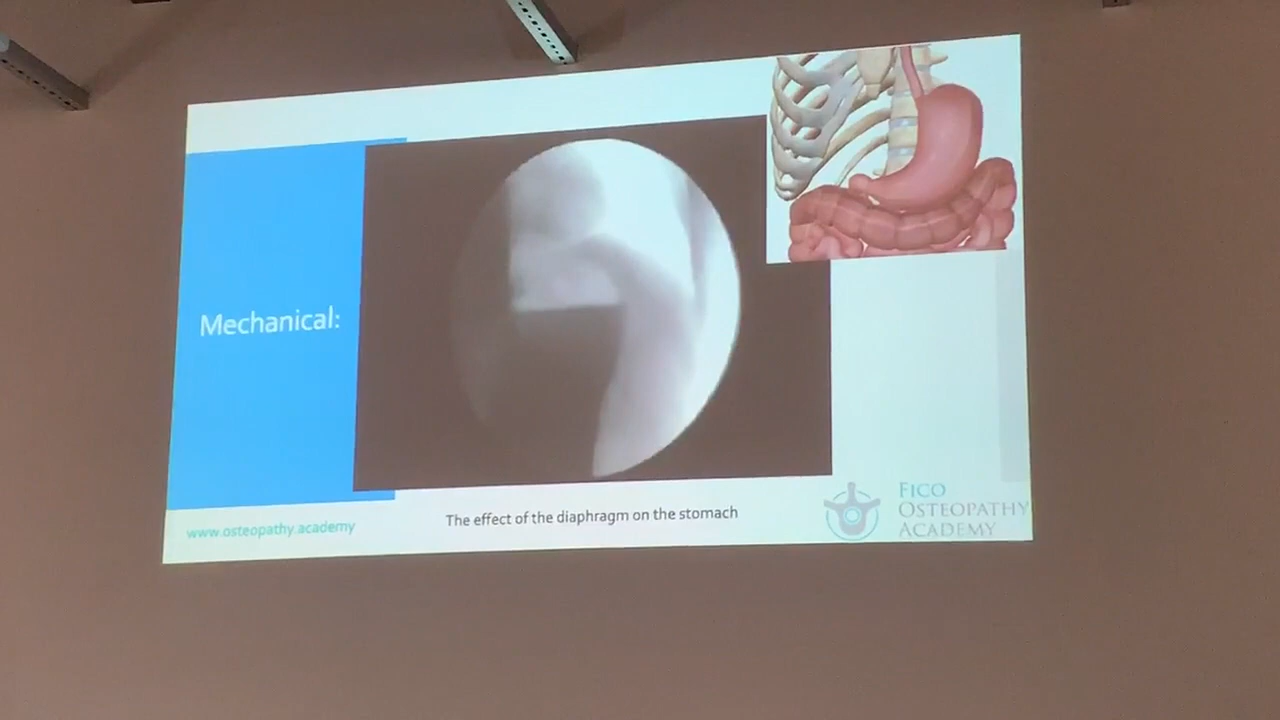 Mechanical:
www.osteopathy.academy
The effect of the diaphragm on the stomach
FICO
OSTEOPATHY
ACADEMY